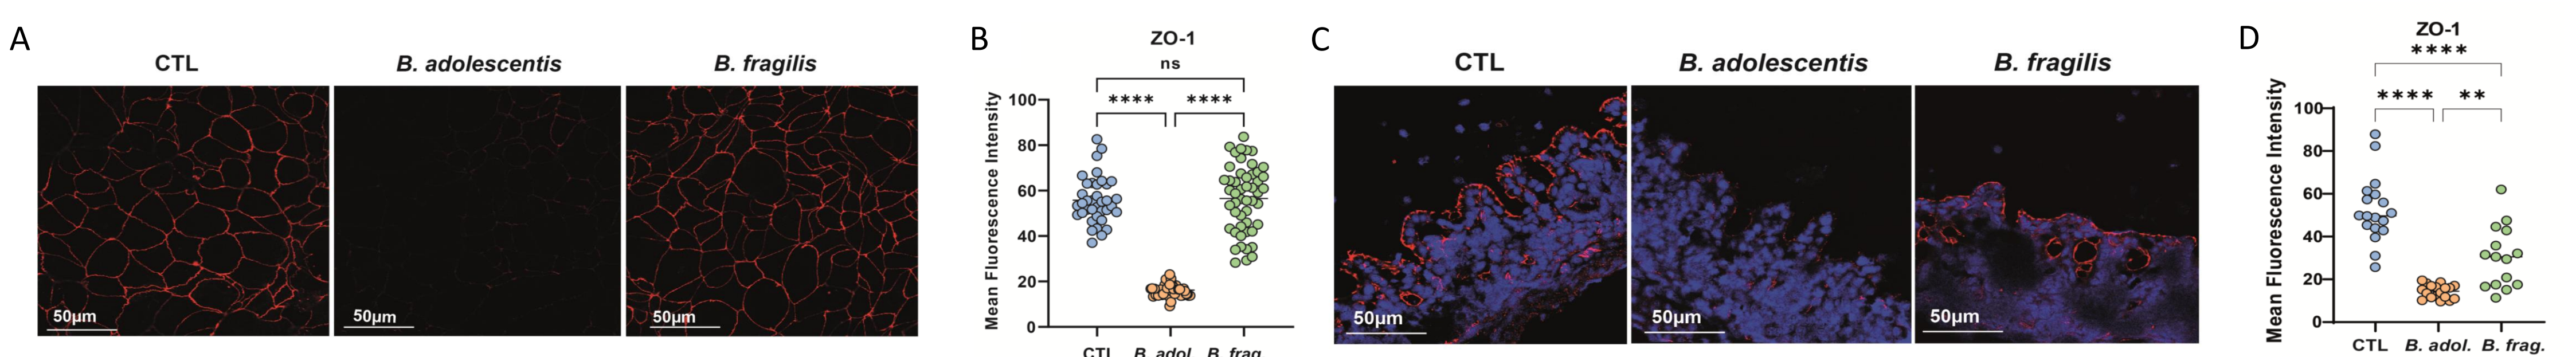 A
CTL
B. adolescentis
B. fragilis
50µm
50µm
50µm
B
ZO-1
ns
**** ****
Mean Fluorescence Intensity
100
80
60
40
20
0
CTL B. adol. B. frag.
C
CTL
B. adolescentis
B. fragilis
50µm
50µm
50µm
D
ZO-1
****
**** **
Mean Fluorescence Intensity
100
80
60
40
20
0
CTL B. adol. B. frag.